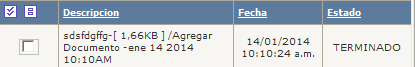 Descripcion Fecha Estado
sdsfdgffg-[ 1,66KB ] /Agregar
Documento -ene 14 2014
10:10AM
14/01/2014
10:10:24 a.m.
TERMINADO